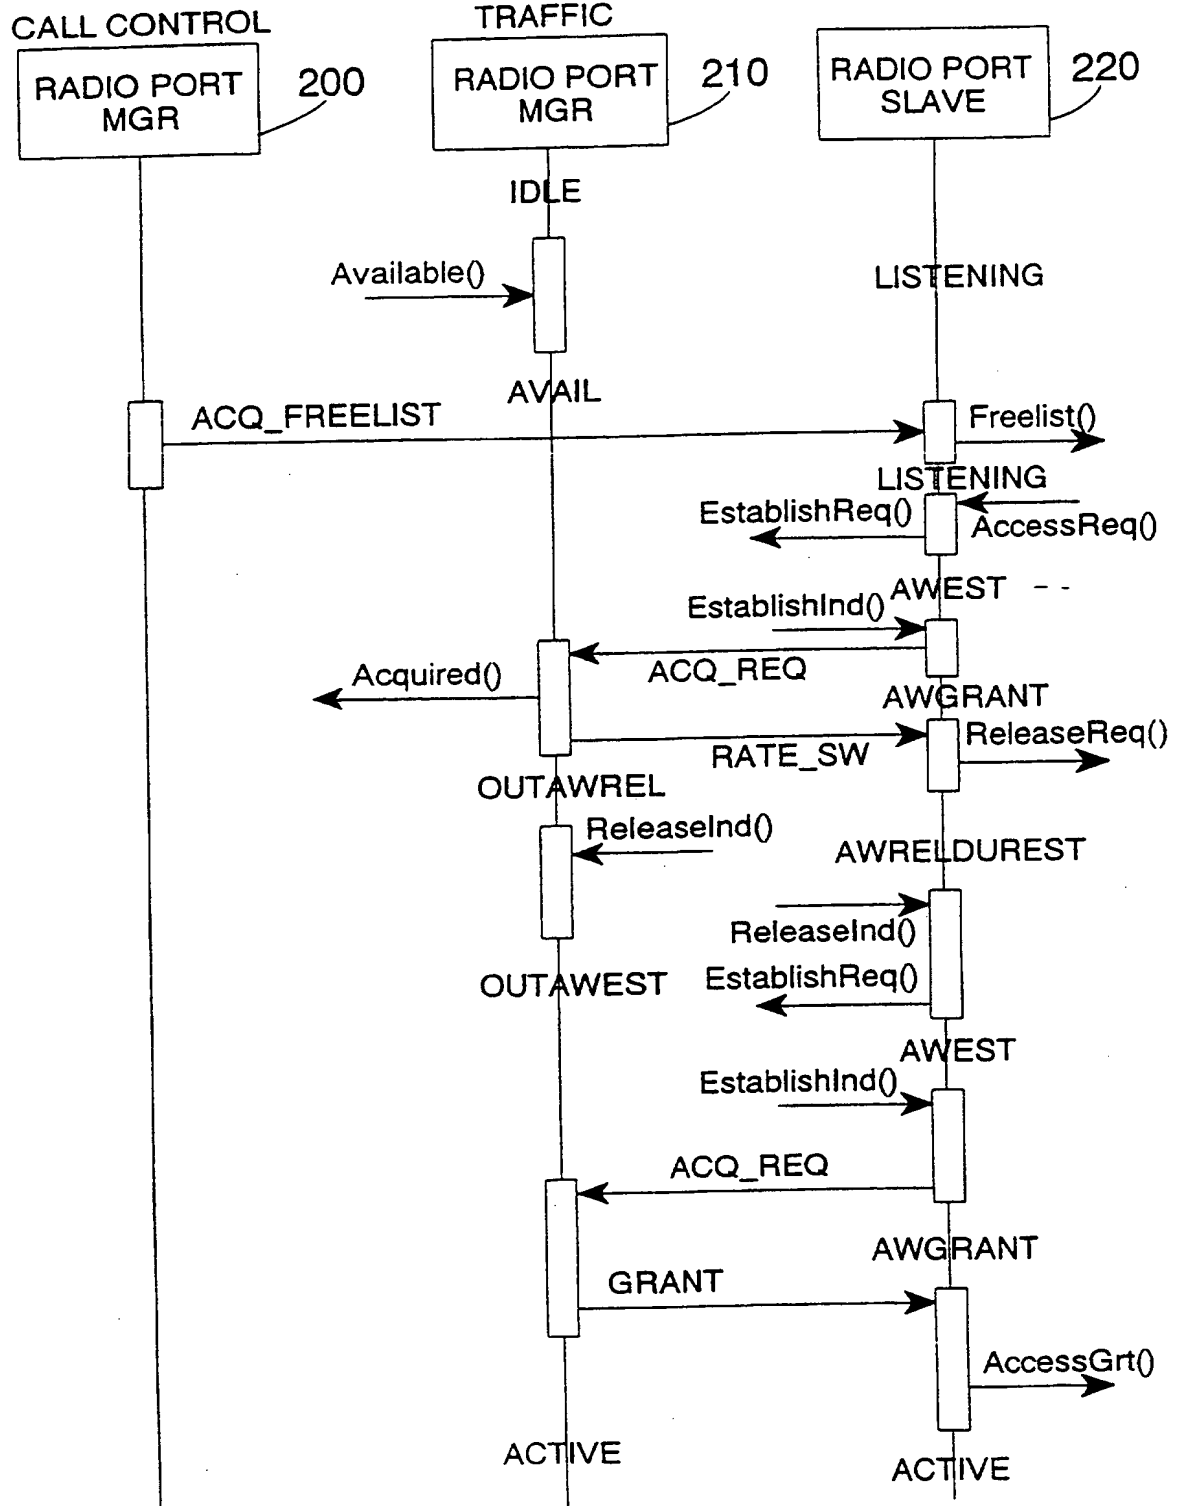 CALL CONTROL
TRAFFIC
RADIO PORT
MGR
200
RADIO PORT
MGR
210
RADIO PORT
SLAVE
220
IDLE
Available()
LISTENING
AVAIL
ACQ_FREELIST
Freelist()
LISTENING
EstablishReq()
AccessReq()
AWEST
EstablishInd()
ACQ_REQ
Acquired()
AWGRANT
RATE_SW
ReleaseReq()
OUTAWREL
ReleaseInd()
AWRELDUREST
ReleaseInd()
EstablishReq()
OUTAWEST
AWEST
EstablishInd()
ACQ_REQ
AWGRANT
GRANT
AccessGrt()
ACTIVE
ACTIVE